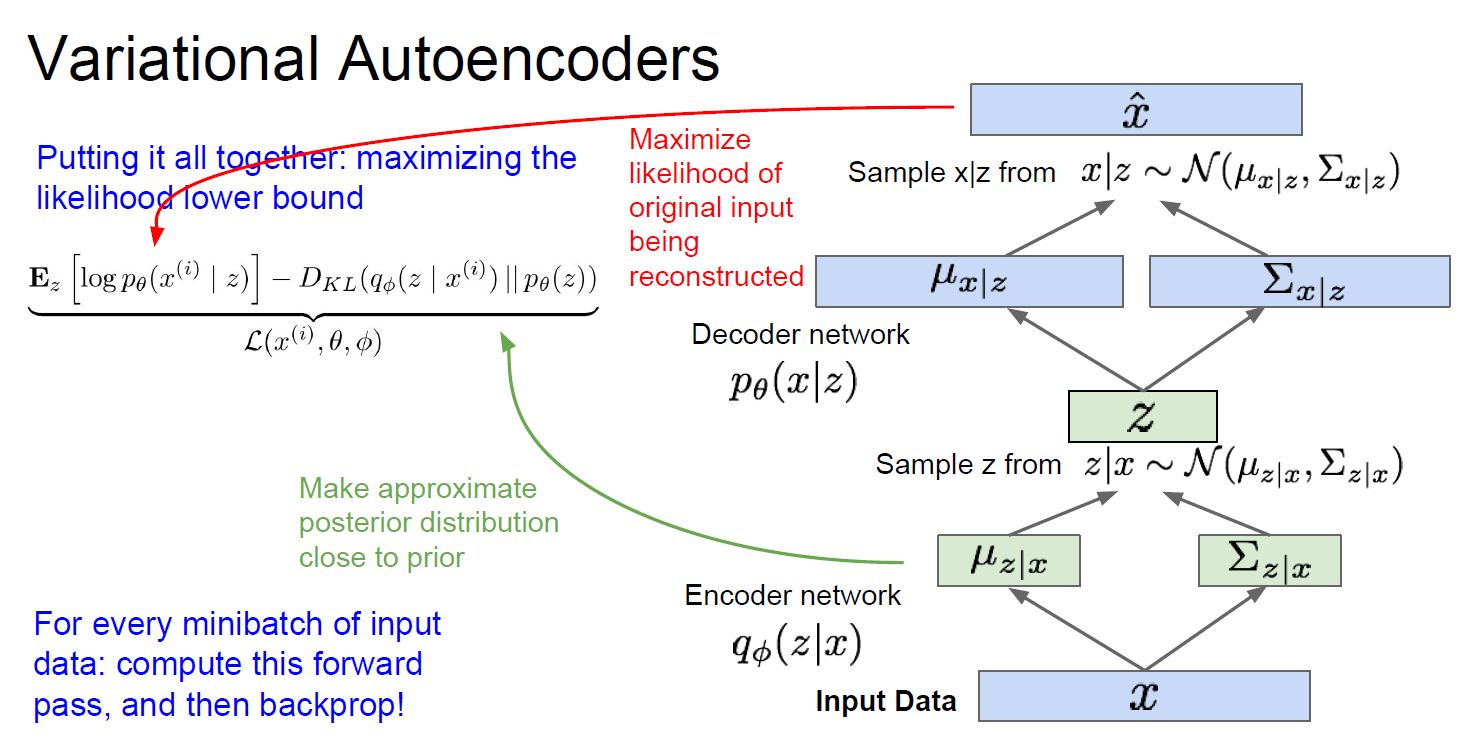 Variational Autoencoders
Putting it all together: maximizing the
likelihood lower bound
𝐄_z [log p_θ(x^(i) | z)] − D_KL(q_ϕ(z | x^(i)) || p_θ(z))
ℒ(x^(i), θ, ϕ)
Make approximate
posterior distribution
close to prior
For every minibatch of input
data: compute this forward
pass, and then backprop!
Maximize
likelihood of
original input
being
reconstructed
x̂
Sample x|z from x|z ∼ 𝒩(μ_x|z, Σ_x|z)
μ_x|z
Σ_x|z
Decoder network
p_θ(x|z)
z
Sample z from z|x ∼ 𝒩(μ_z|x, Σ_z|x)
μ_z|x
Σ_z|x
Encoder network
q_ϕ(z|x)
Input Data
x